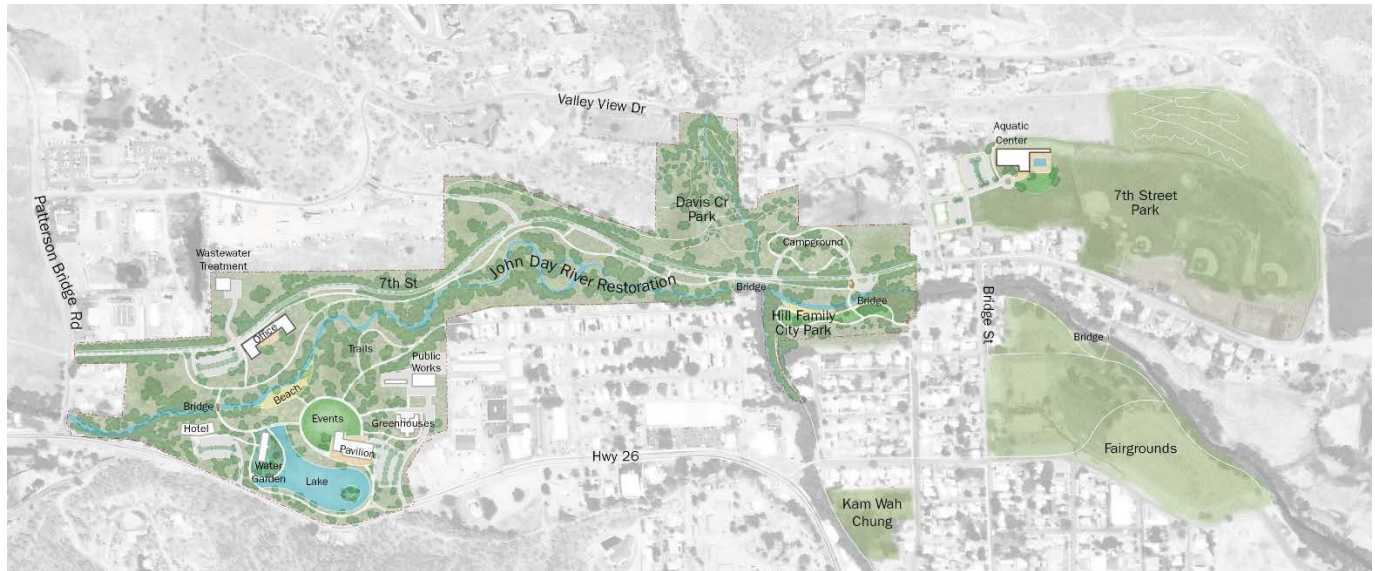 Valley View Dr
Aquatic
Center
Patterson Bridge Rd
Davis Cr
Park
7th Street
Park
Campground
Wastewater
Treatment
7th St
John Day River Restoration
Bridge
Bridge
Hill Family
City Park
Bridge St
Bridge
Office
Trails
Public
Works
Beach
Bridge
Hotel
Events
Greenhouses
Pavilion
Water
Garden
Lake
Hwy 26
Fairgrounds
Kam Wah
Chung